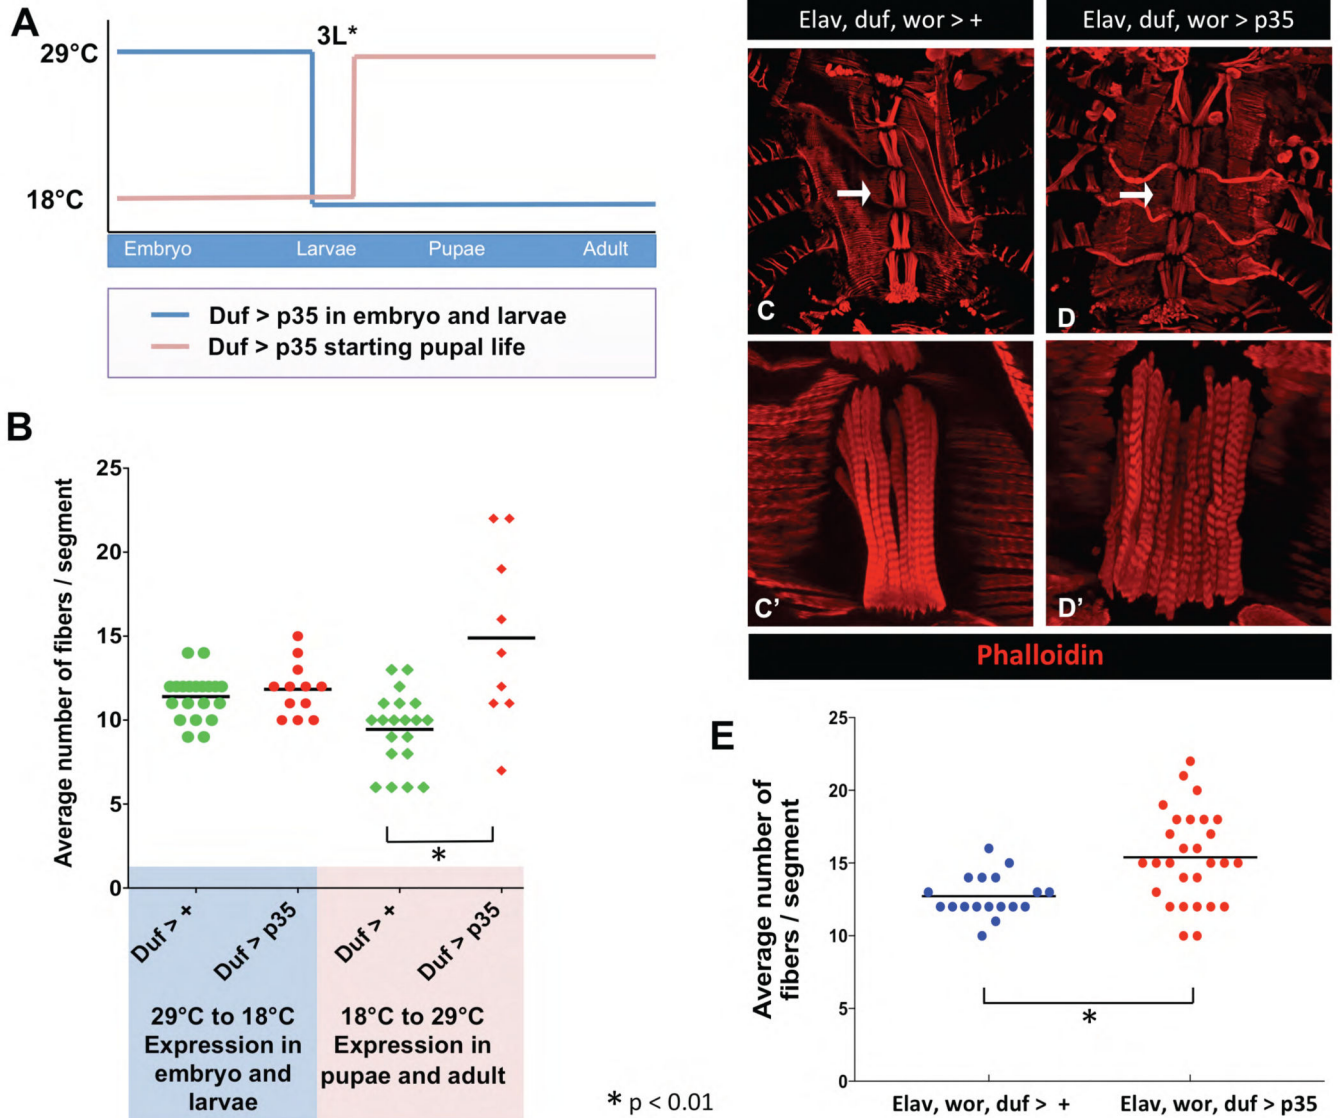 A
29°C
3L*
18°C
Embryo Larvae Pupae Adult
Duf > p35 in embryo and larvae
Duf > p35 starting pupal life
B
Average number of fibers / segment
25
20
15
10
5
0
Duf > +
Duf > p35
Duf > +
Duf > p35
*
29°C to 18°C
Expression in
embryo and
larvae
18°C to 29°C
Expression in
pupae and adult
* p < 0.01
Elav, duf, wor > +
Elav, duf, wor > p35
C
D
C'
D'
Phalloidin
E
Average number of
fibers / segment
25
20
15
10
5
0
*
Elav, wor, duf > +
Elav, wor, duf > p35